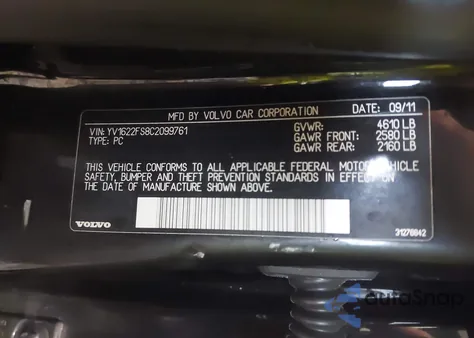 MFD BY VOLVO CAR CORPORATION DATE: 09/11
VIN: YV1622FS8C2099761 GVWR: 4610 LB
TYPE: PC GAWR FRONT: 2580 LB
GAWR REAR: 2160 LB
THIS VEHICLE CONFORMS TO ALL APPLICABLE FEDERAL MOTOR VEHICLE
SAFETY, BUMPER AND THEFT PREVENTION STANDARDS IN EFFECT ON
THE DATE OF MANUFACTURE SHOWN ABOVE.
VOLVO 31276942
autoSnap